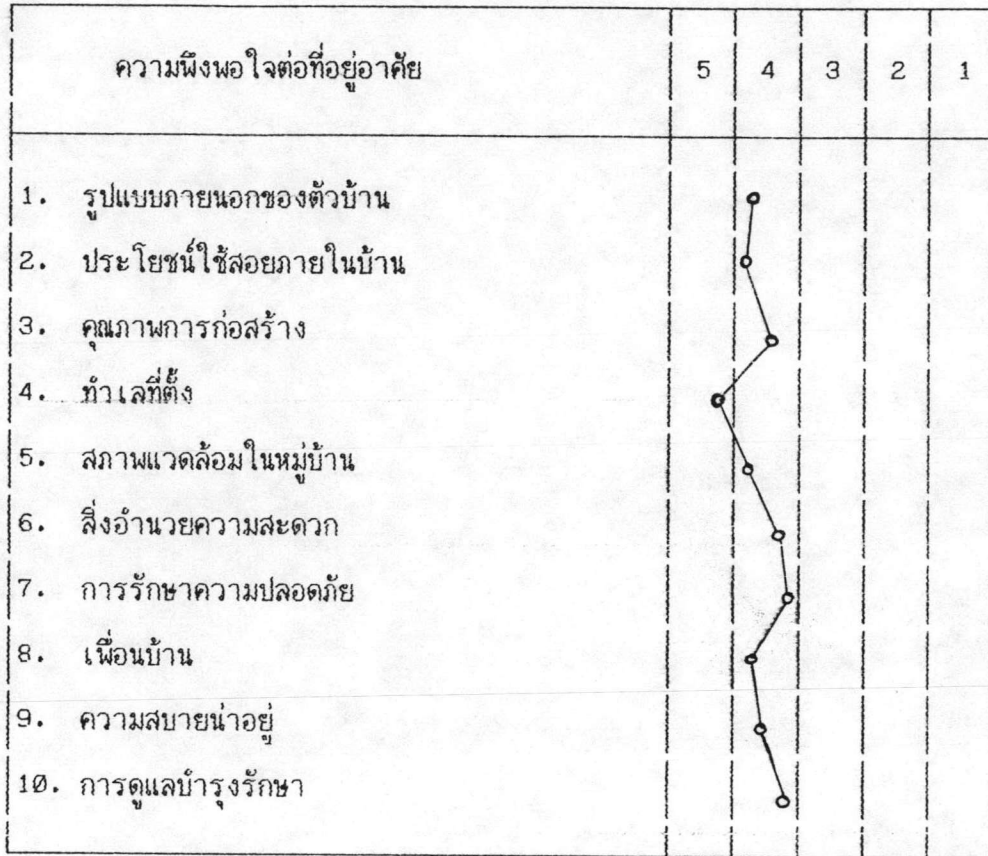 ความพึงพอใจต่อที่อยู่อาศัย 5 4 3 2 1
1. รูปแบบภายนอกของตัวบ้าน
2. ประโยชน์ใช้สอยภายในบ้าน
3. คุณภาพการก่อสร้าง
4. ทำเลที่ตั้ง
5. สภาพแวดล้อมในหมู่บ้าน
6. สิ่งอำนวยความสะดวก
7. การรักษาความปลอดภัย
8. เพื่อนบ้าน
9. ความสบายน่าอยู่
10. การดูแลบำรุงรักษา